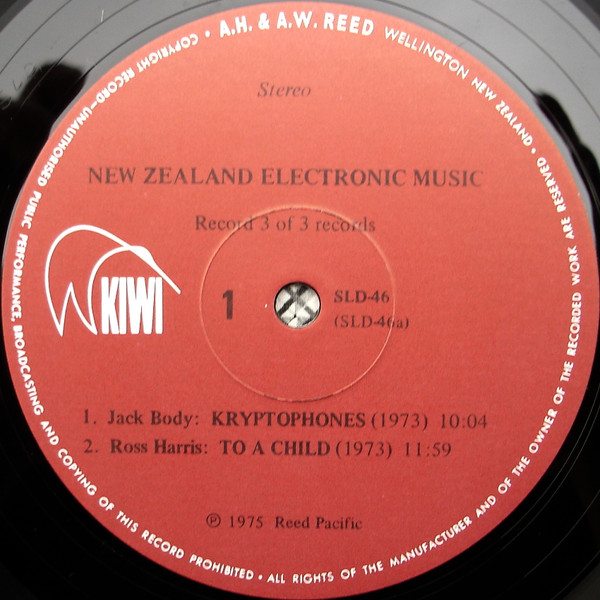 A.H. & A.W. REED WELLINGTON NEW ZEALAND • ALL RIGHTS OF THE MANUFACTURER AND OF THE OWNER OF THE RECORDED WORK ARE RESERVED •
COPYRIGHT RECORD–UNAUTHORISED PUBLIC PERFORMANCE, BROADCASTING AND COPYING OF THIS RECORD PROHIBITED •
Stereo
NEW ZEALAND ELECTRONIC MUSIC
Record 3 of 3 records
KIWI
1
SLD-46
(SLD-46a)
1. Jack Body: KRYPTOPHONES (1973) 10:04
2. Ross Harris: TO A CHILD (1973) 11:59
℗ 1975 Reed Pacific